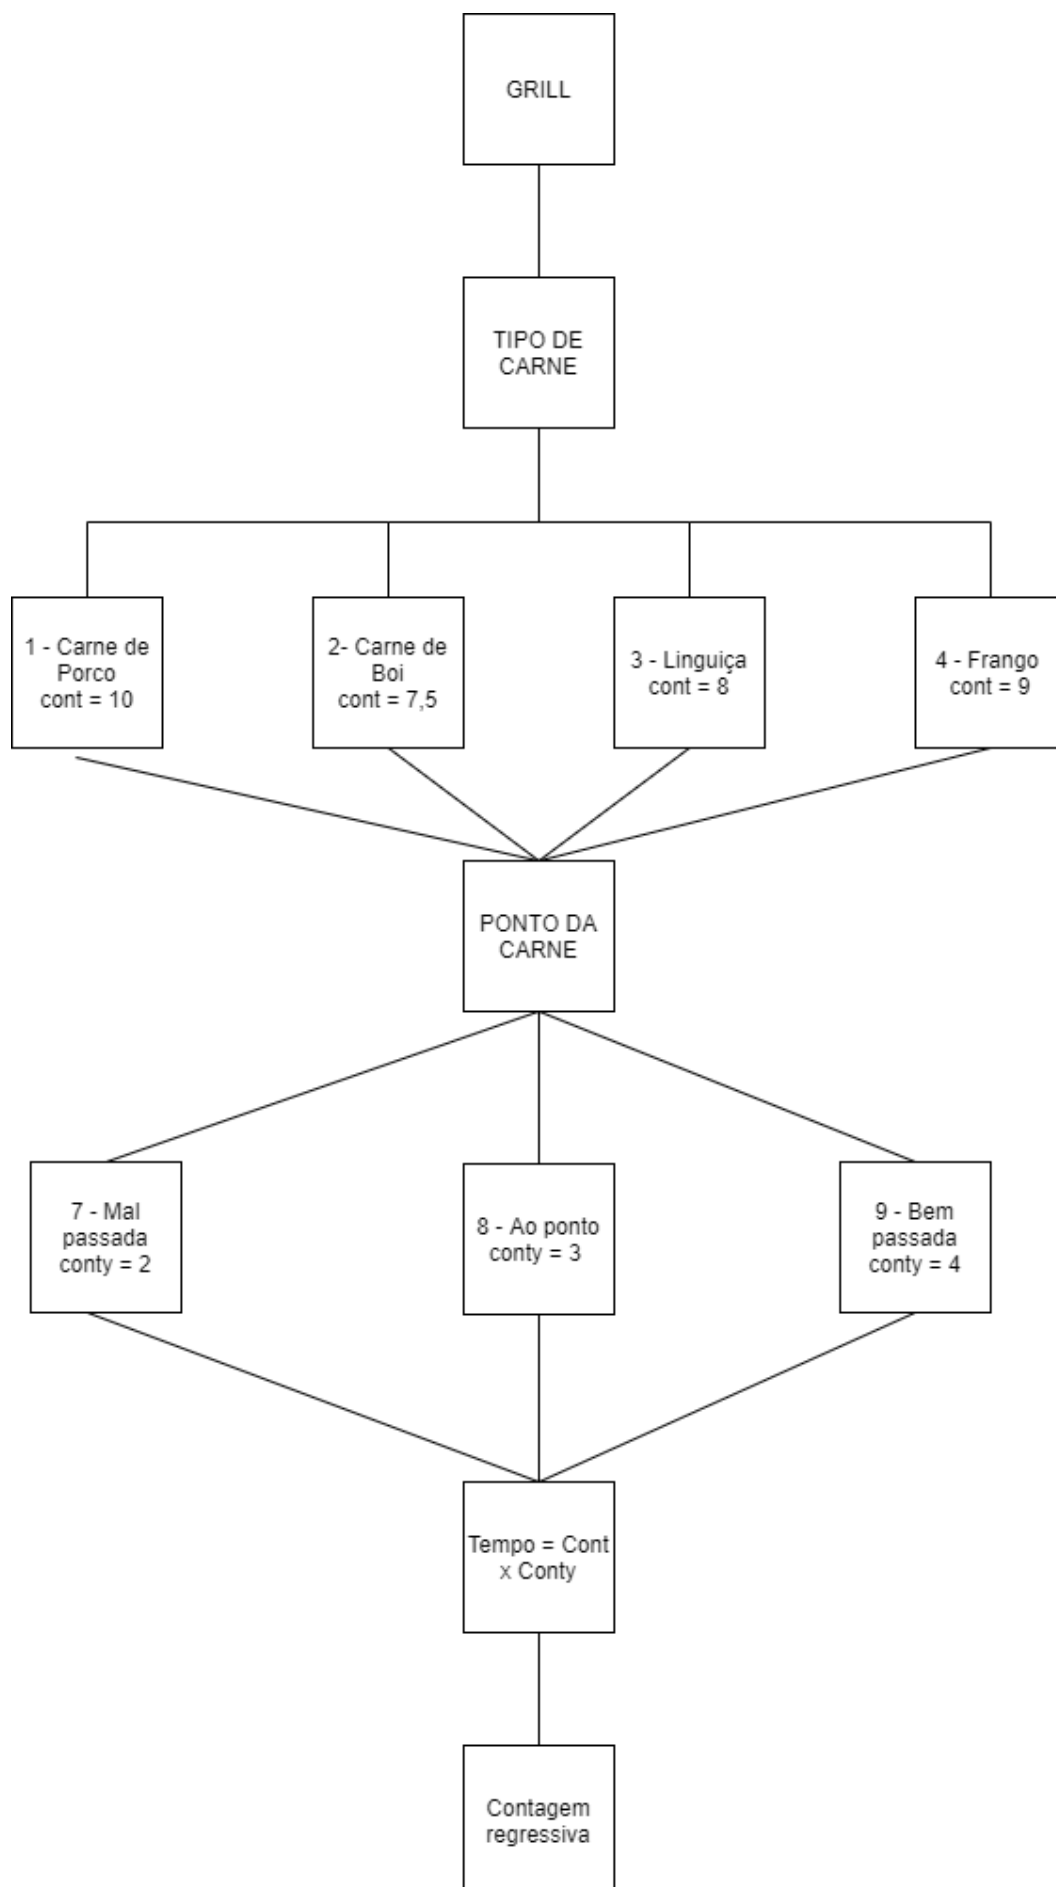 GRILL
TIPO DE
CARNE
1 - Carne de
Porco
cont = 10
2- Carne de
Boi
cont = 7,5
3 - Linguiça
cont = 8
4 - Frango
cont = 9
PONTO DA
CARNE
7 - Mal
passada
conty = 2
8 - Ao ponto
conty = 3
9 - Bem
passada
conty = 4
Tempo = Cont
x Conty
Contagem
regressiva